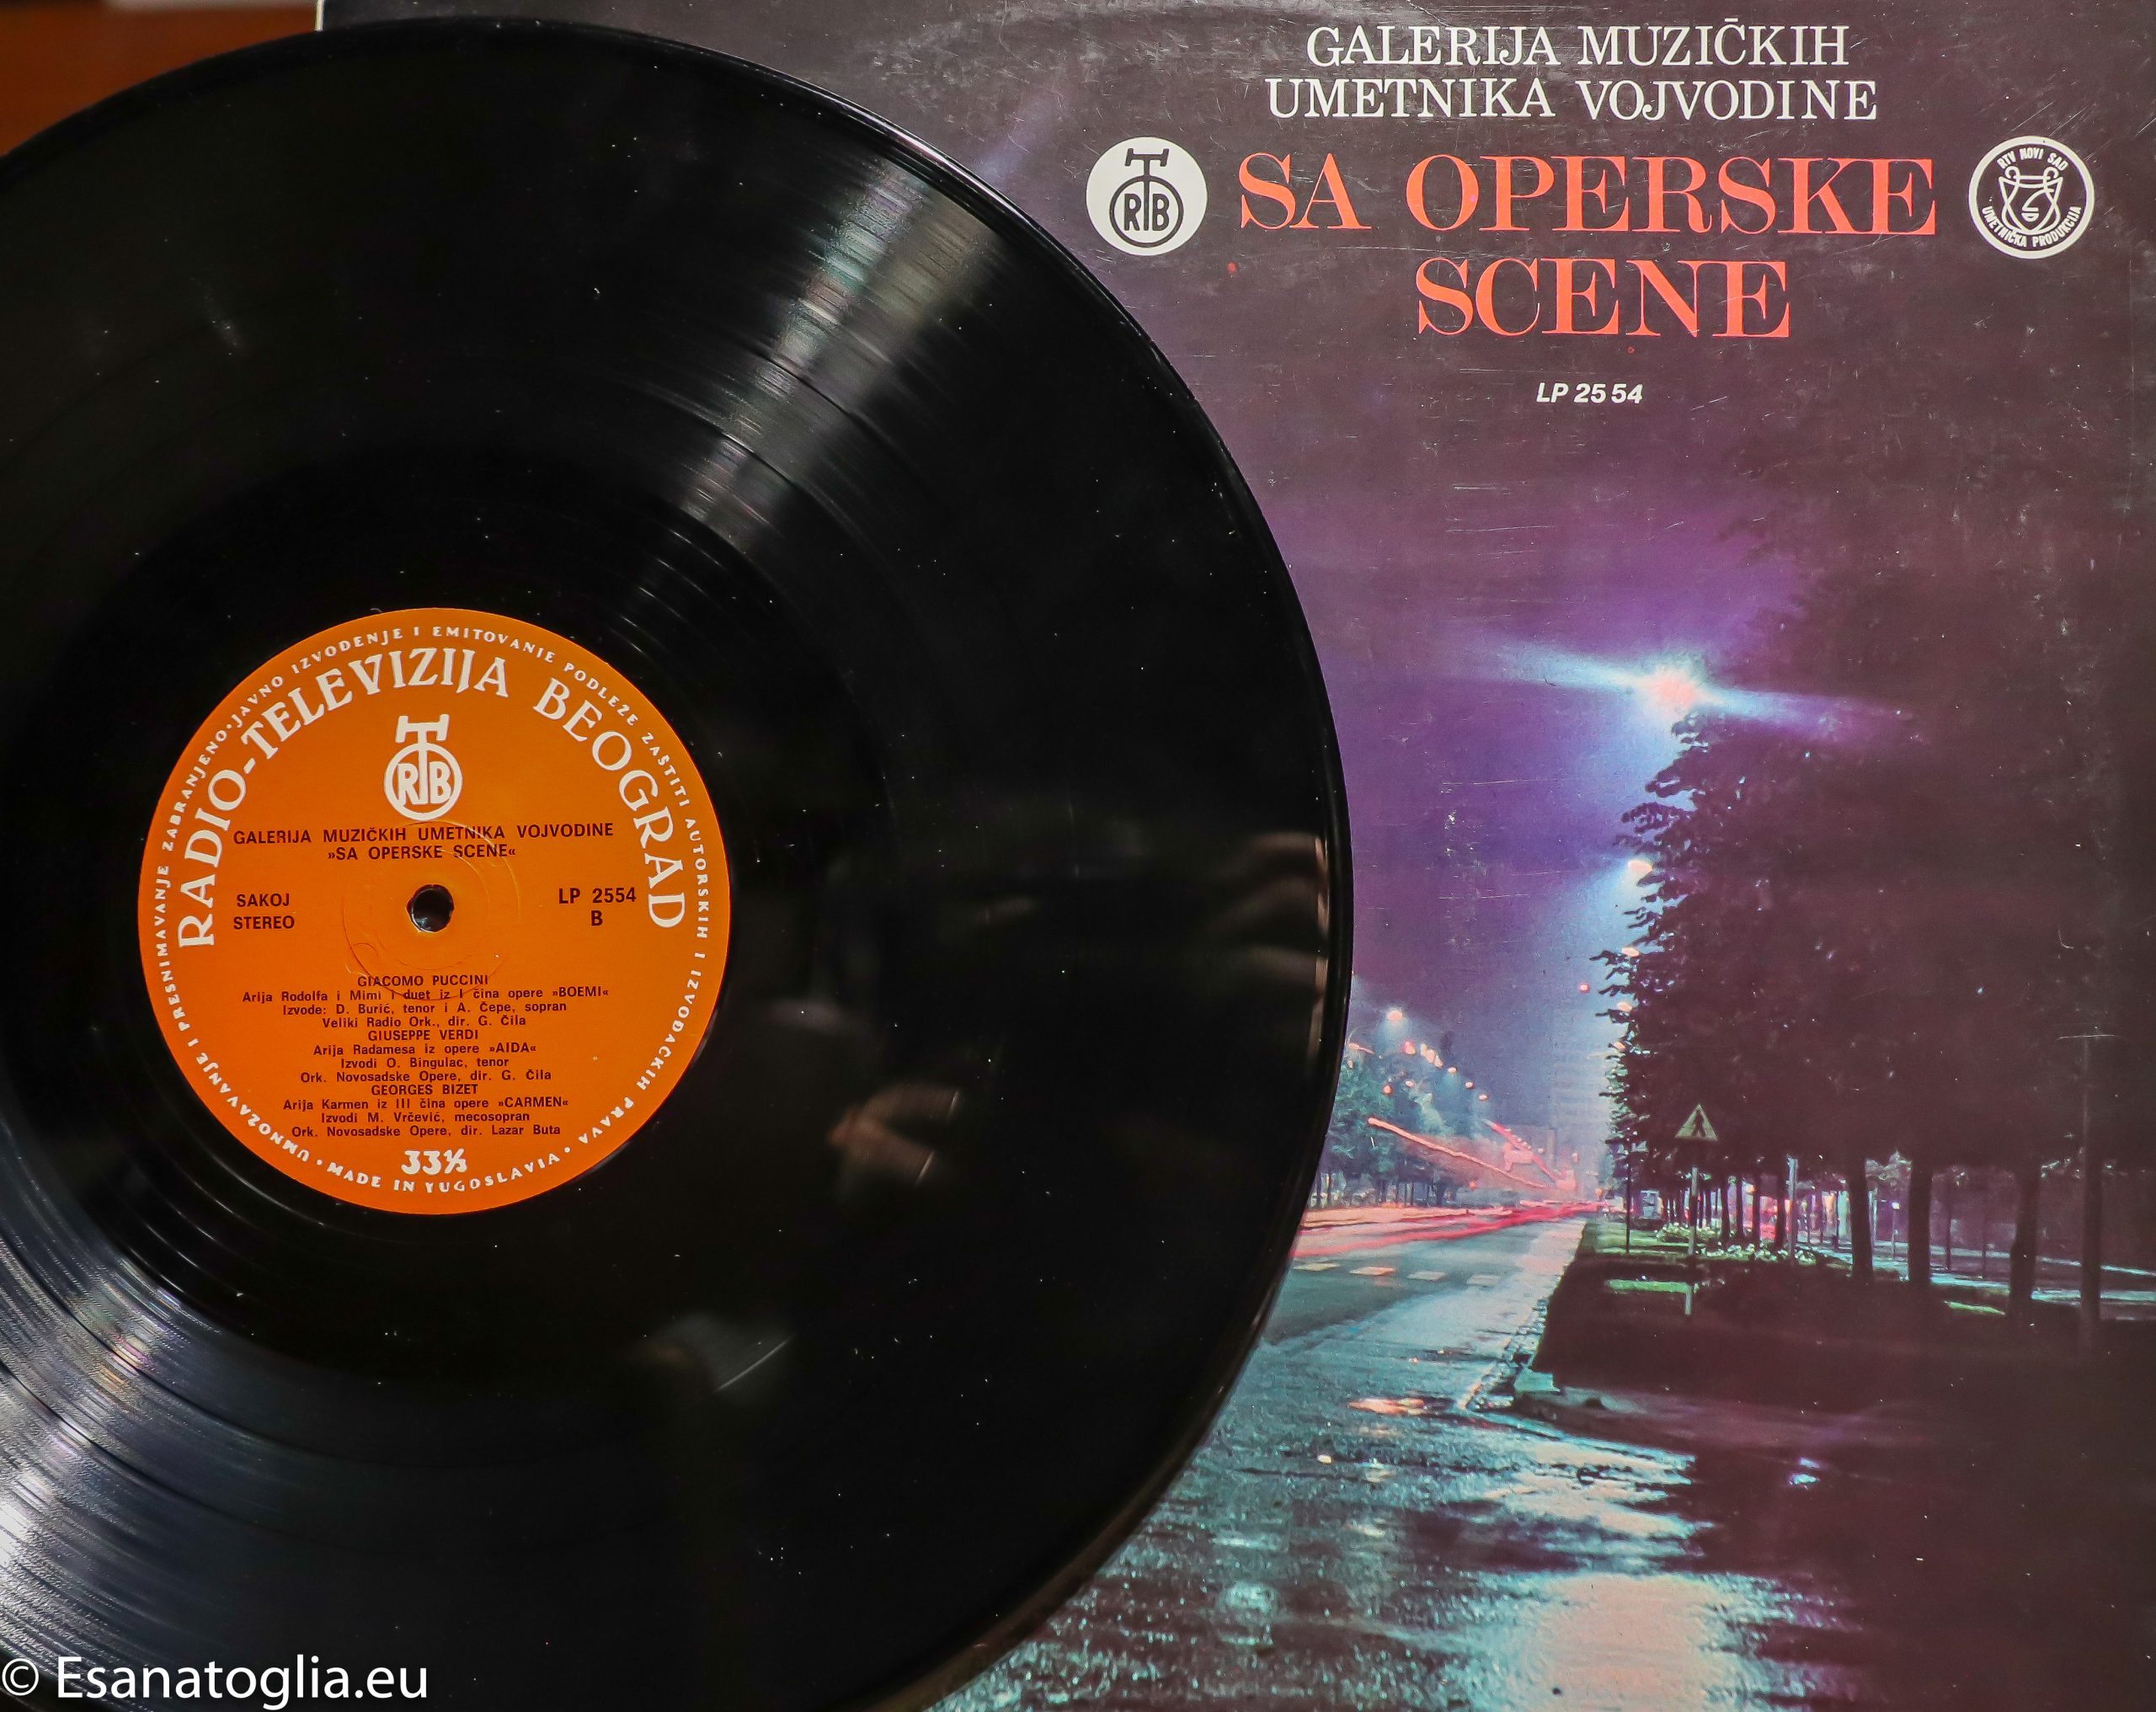 GALERIJA MUZIČKIH
UMETNIKA VOJVODINE
RTB
SA OPERSKE
SCENE
RTV NOVI SAD
UMETNIČKA PRODUKCIJA
LP 25 54
UMNOŽAVANJE I PRESNIMAVANJE ZABRANJENO · JAVNO IZVOĐENJE I EMITOVANJE PODLEŽE ZAŠTITI AUTORSKIH I IZVOĐAČKIH PRAVA · MADE IN YUGOSLAVIA ·
RADIO-TELEVIZIJA BEOGRAD
RTB
GALERIJA MUZIČKIH UMETNIKA VOJVODINE
»SA OPERSKE SCENE«
SAKOJ
STEREO
LP 2554
B
GIACOMO PUCCINI
Arija Rodolfa i Mimi i duet iz I čina opere »BOEMI«
Izvode: D. Burić, tenor i A. Čepe, sopran
Veliki Radio Ork., dir. G. Čila
GIUSEPPE VERDI
Arija Radamesa iz opere »AIDA«
Izvodi O. Bingulac, tenor
Ork. Novosadske Opere, dir. G. Čila
GEORGES BIZET
Arija Karmen iz III čina opere »CARMEN«
Izvodi M. Vrčević, mecosopran
Ork. Novosadske Opere, dir. Lazar Buta
33⅓
© Esanatoglia.eu